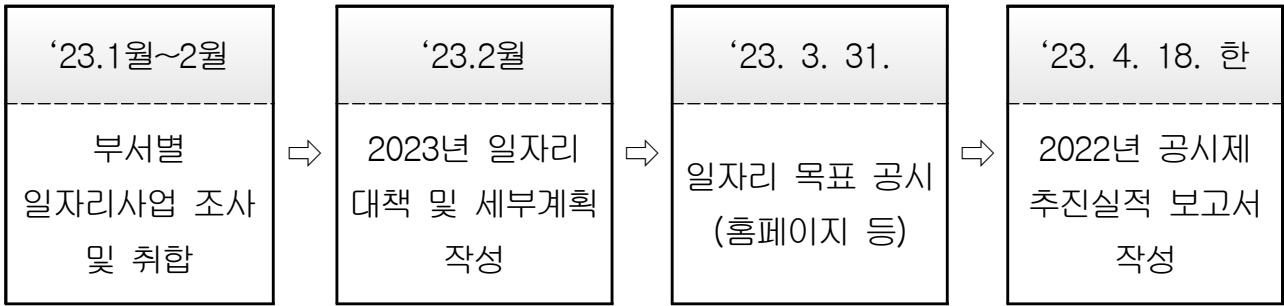 ‘23.1월~2월
부서별
일자리사업 조사
및 취합
⇨
‘23.2월
2023년 일자리
대책 및 세부계획
작성
⇨
‘23. 3. 31.
일자리 목표 공시
(홈페이지 등)
⇨
‘23. 4. 18. 한
2022년 공시제
추진실적 보고서
작성